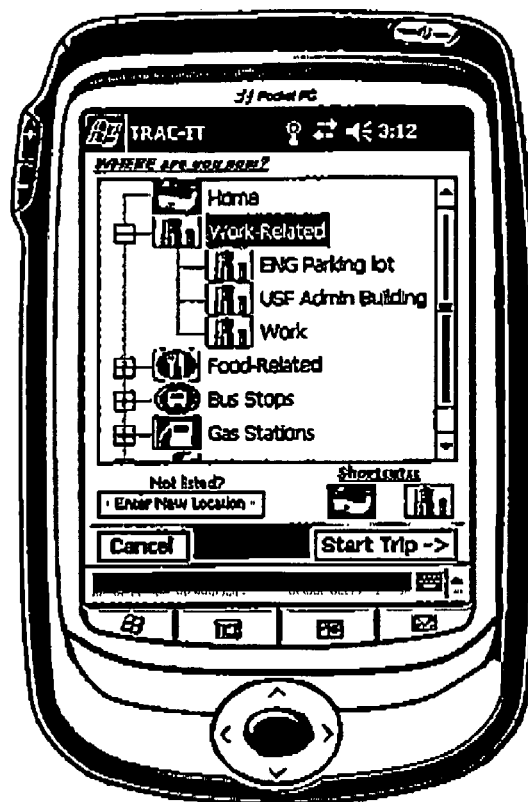 Pocket PC
TRAC-IT 3:12
WHERE are you now?
Home
Work-Related
ENG Parking lot
USF Admin Building
Work
Food-Related
Bus Stops
Gas Stations
Not listed?
Shortcuts
- Enter New Location -
Cancel
Start Trip ->